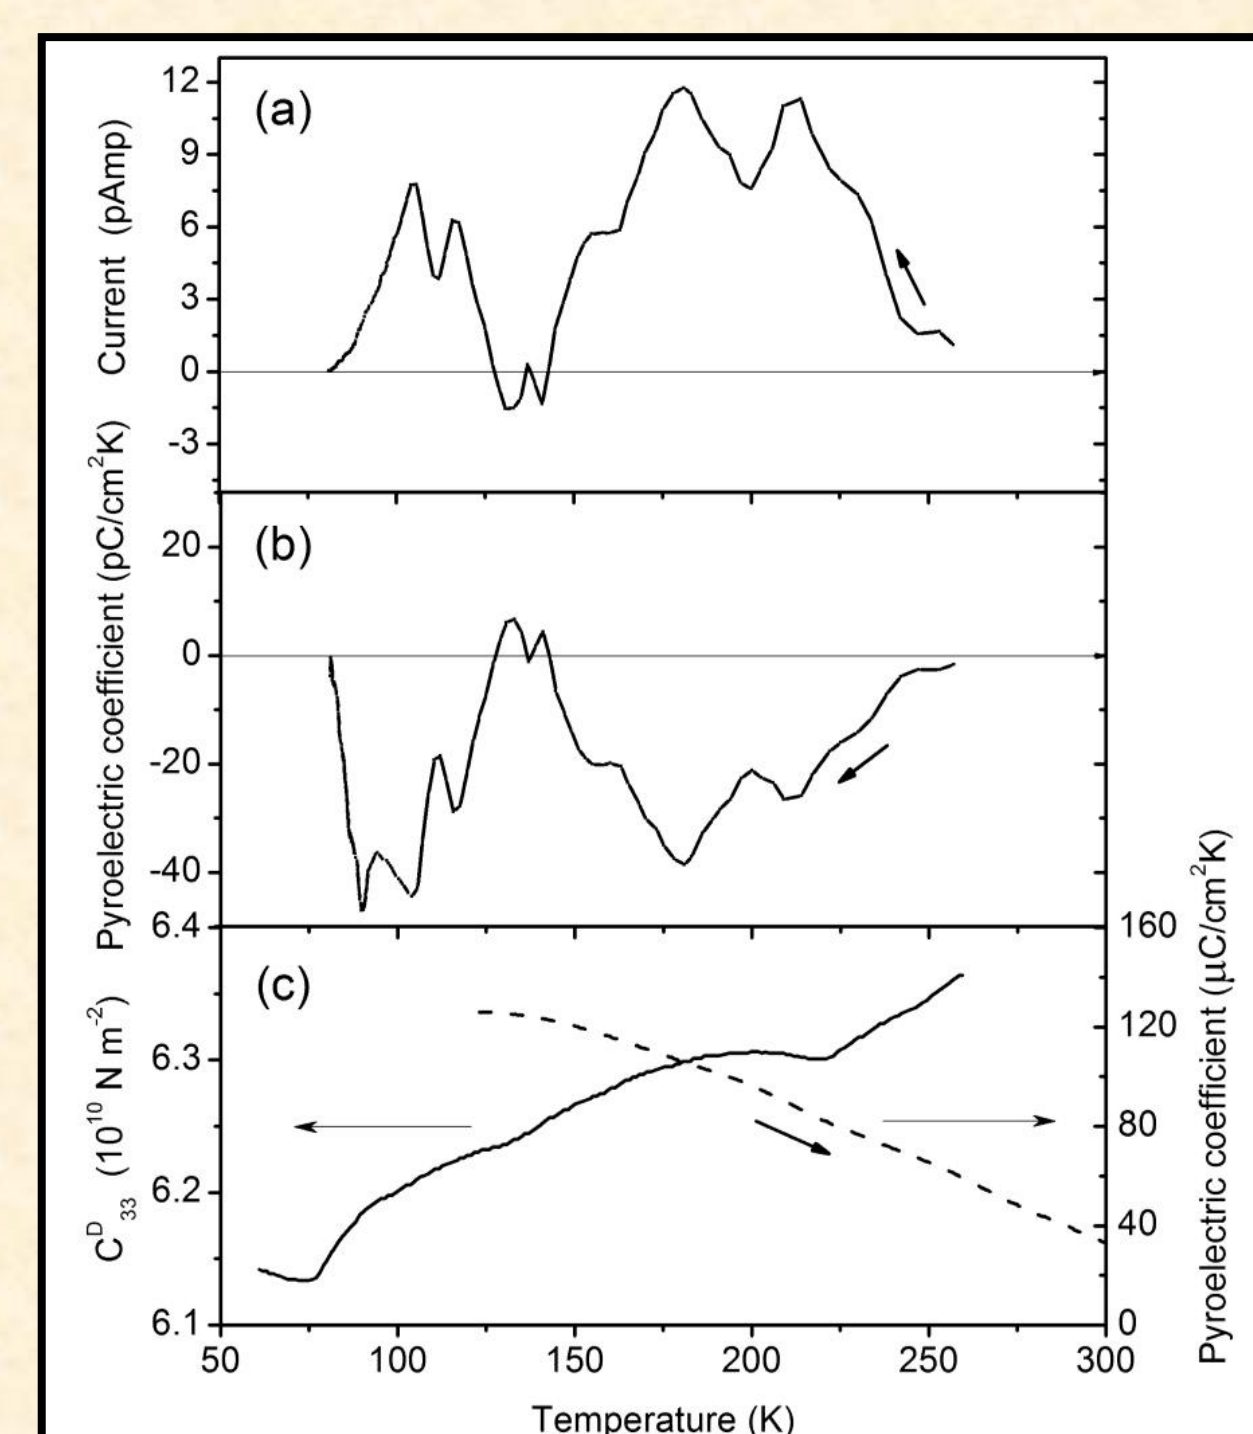 (a)
12
9
6
3
0
-3
Current (pAmp)
(b)
20
0
-20
-40
Pyroelectric coefficient (pC/cm²K)
(c)
6.4
6.3
6.2
6.1
C^D_33 (10^10 N m^-2)
160
120
80
40
0
Pyroelectric coefficient (μC/cm²K)
50 100 150 200 250 300
Temperature (K)